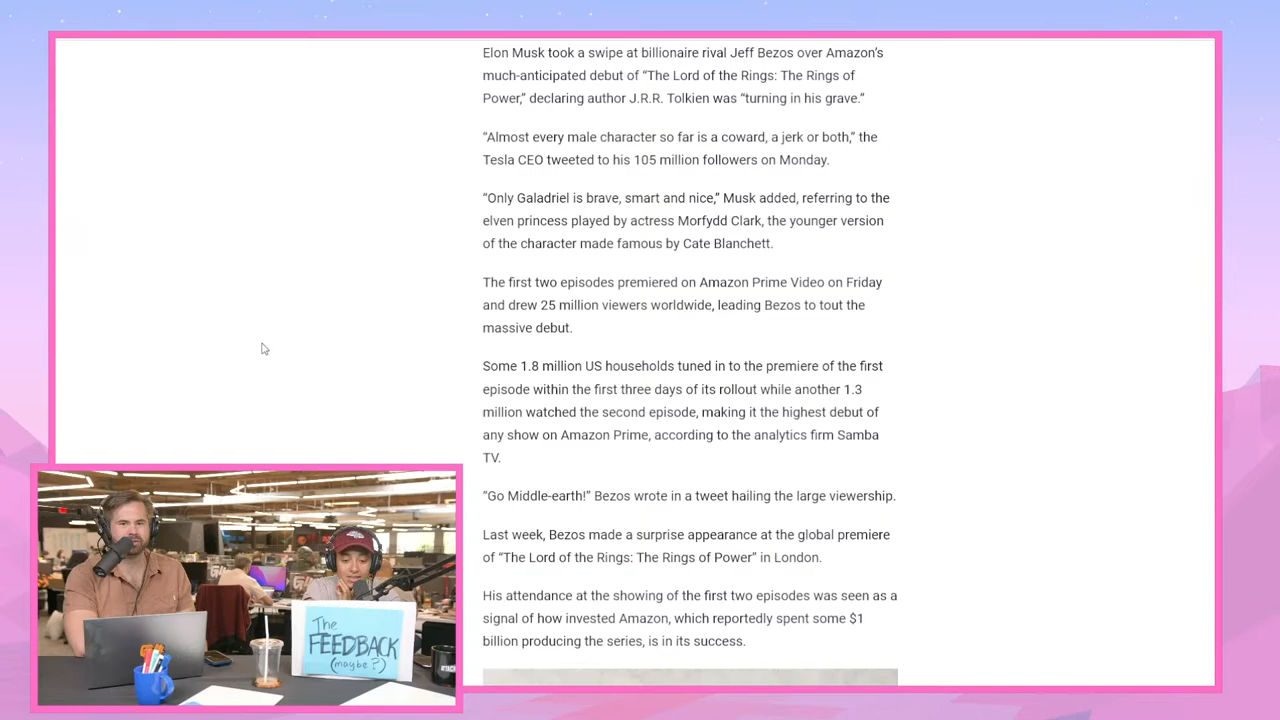 Elon Musk took a swipe at billionaire rival Jeff Bezos over Amazon’s
much-anticipated debut of “The Lord of the Rings: The Rings of
Power,” declaring author J.R.R. Tolkien was “turning in his grave.”
“Almost every male character so far is a coward, a jerk or both,” the
Tesla CEO tweeted to his 105 million followers on Monday.
“Only Galadriel is brave, smart and nice,” Musk added, referring to the
elven princess played by actress Morfydd Clark, the younger version
of the character made famous by Cate Blanchett.
The first two episodes premiered on Amazon Prime Video on Friday
and drew 25 million viewers worldwide, leading Bezos to tout the
massive debut.
Some 1.8 million US households tuned in to the premiere of the first
episode within the first three days of its rollout while another 1.3
million watched the second episode, making it the highest debut of
any show on Amazon Prime, according to the analytics firm Samba
TV.
“Go Middle-earth!” Bezos wrote in a tweet hailing the large viewership.
Last week, Bezos made a surprise appearance at the global premiere
of “The Lord of the Rings: The Rings of Power” in London.
His attendance at the showing of the first two episodes was seen as a
signal of how invested Amazon, which reportedly spent some $1
billion producing the series, is in its success.
The
FEEDBACK
(maybe?)